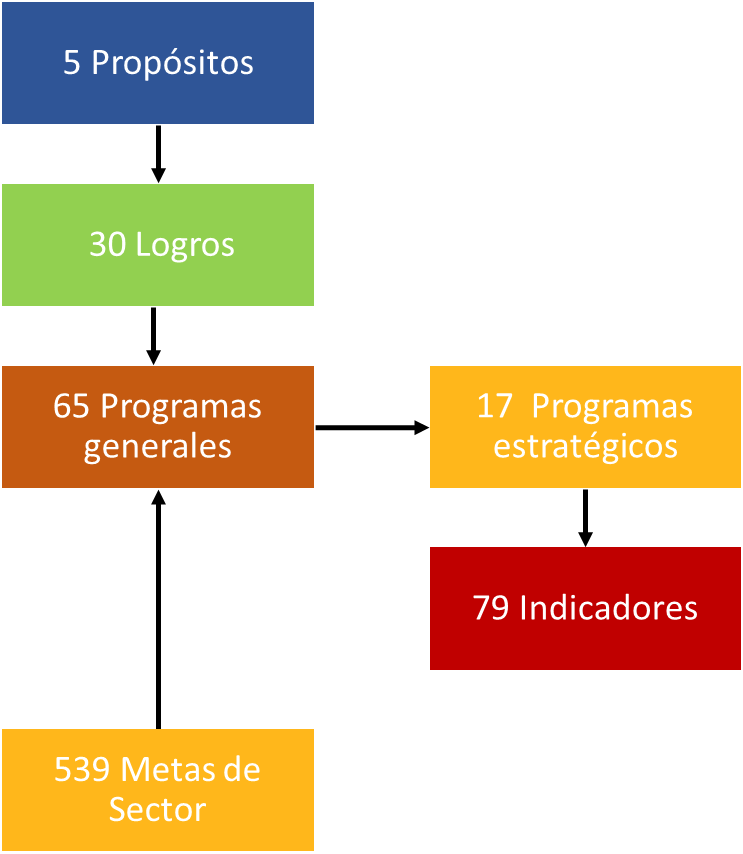 5 Propósitos
30 Logros
65 Programas
generales
17 Programas
estratégicos
79 Indicadores
539 Metas de
Sector